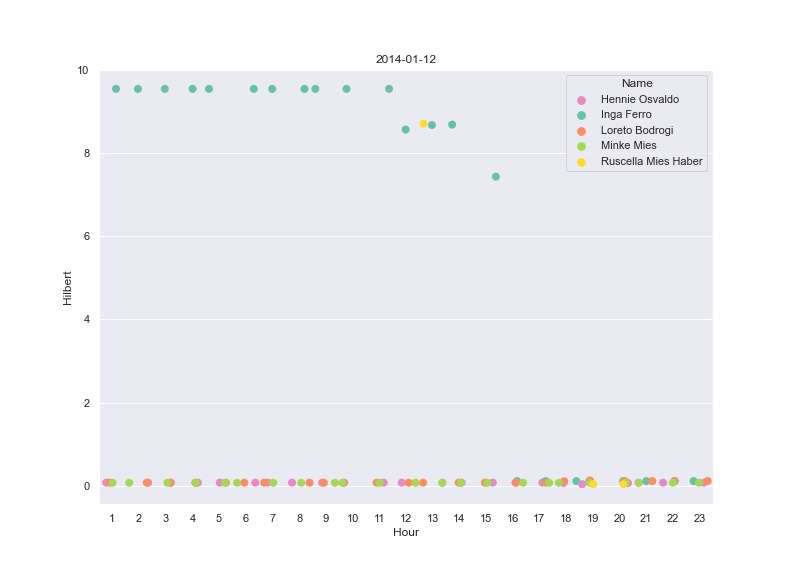 2014-01-12
10
8
6
4
2
0
Hilbert
Name
Hennie Osvaldo
Inga Ferro
Loreto Bodrogi
Minke Mies
Ruscella Mies Haber
1 2 3 4 5 6 7 8 9 10 11 12 13 14 15 16 17 18 19 20 21 22 23
Hour